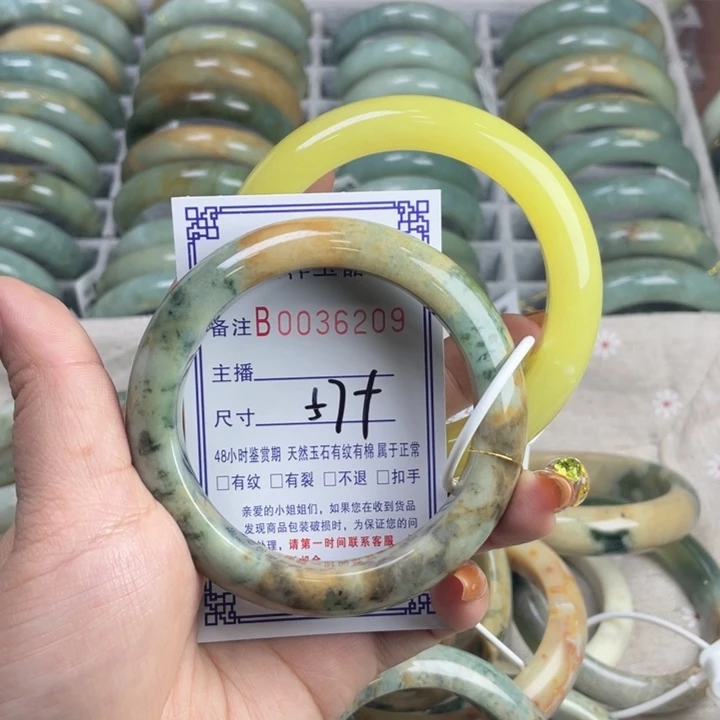 备注B0036209
主播
尺寸 57+
48小时鉴赏期 天然玉石有纹有棉属于正常
□有纹 □有裂 □不退 □扣手
亲爱的小姐姐们，如果您在收到货品
发现商品包装破损时，为保证您的问
处理，请第一时间联系客服